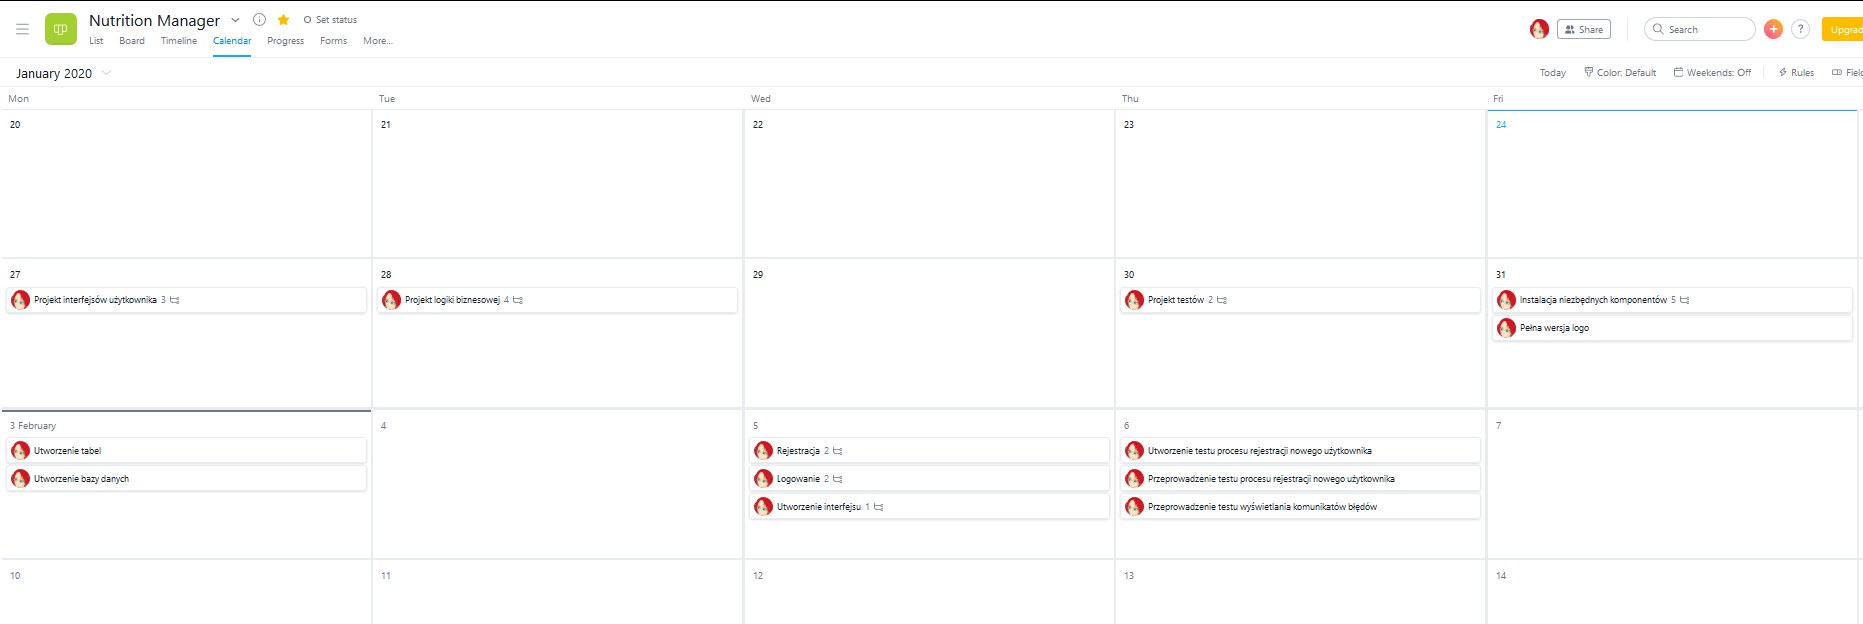 Nutrition Manager
Set status
List Board Timeline Calendar Progress Forms More...
Share
Search
?
January 2020
Today Color: Default Weekends: Off Rules
Mon Tue Wed Thu Fri
20 21 22 23 24
27 28 29 30 31
Projekt interfejsów użytkownika 3
Projekt logiki biznesowej 4
Projekt testów 2
Instalacja niezbędnych komponentów 5
Pełna wersja logo
3 February 4 5 6 7
Utworzenie tabel
Utworzenie bazy danych
Rejestracja 2
Logowanie 2
Utworzenie interfejsu 1
Utworzenie testu procesu rejestracji nowego użytkownika
Przeprowadzenie testu procesu rejestracji nowego użytkownika
Przeprowadzenie testu wyświetlania komunikatów błędów
10 11 12 13 14